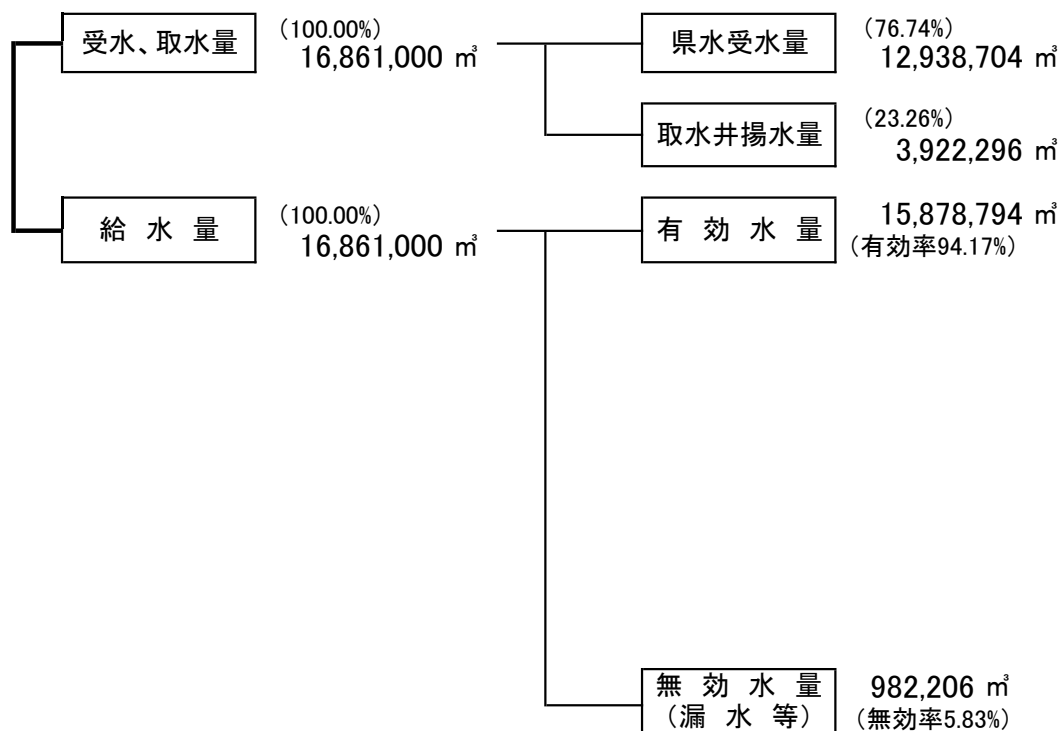 受水、取水量
(100.00%)
16,861,000 ㎥
県水受水量
(76.74%)
12,938,704 ㎥
取水井揚水量
(23.26%)
3,922,296 ㎥
給 水 量
(100.00%)
16,861,000 ㎥
有 効 水 量
15,878,794 ㎥
(有効率94.17%)
無 効 水 量
(漏 水 等)
982,206 ㎥
(無効率5.83%)